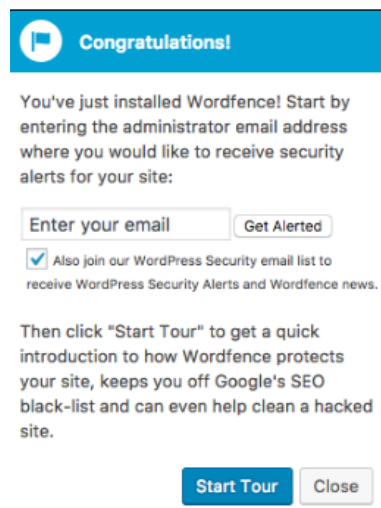 Congratulations!
You've just installed Wordfence! Start by
entering the administrator email address
where you would like to receive security
alerts for your site:
Enter your email Get Alerted
Also join our WordPress Security email list to
receive WordPress Security Alerts and Wordfence news.
Then click "Start Tour" to get a quick
introduction to how Wordfence protects
your site, keeps you off Google's SEO
black-list and can even help clean a hacked
site.
Start Tour Close